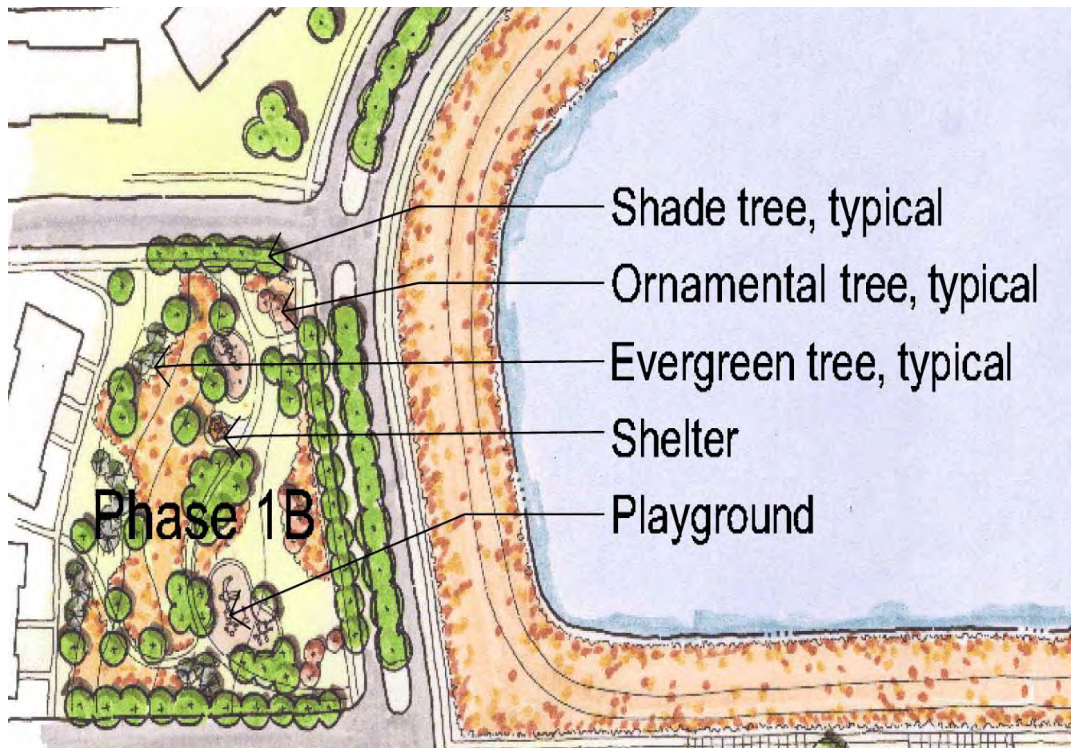 Shade tree, typical
Ornamental tree, typical
Evergreen tree, typical
Shelter
Phase 1B
Playground